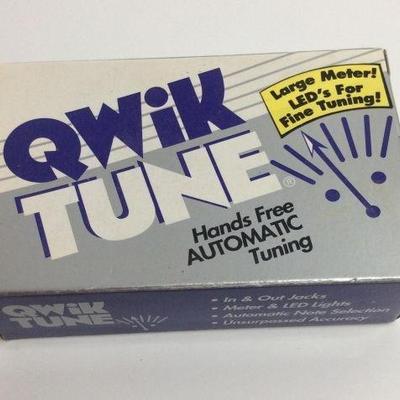 QWiK
TUNE®
Large Meter!
LED's For
Fine Tuning!
Hands Free
AUTOMATIC
Tuning
QWiK
TUNE
• In & Out Jacks
• Meter & LED Lights
• Automatic Note Selection
• Unsurpassed Accuracy